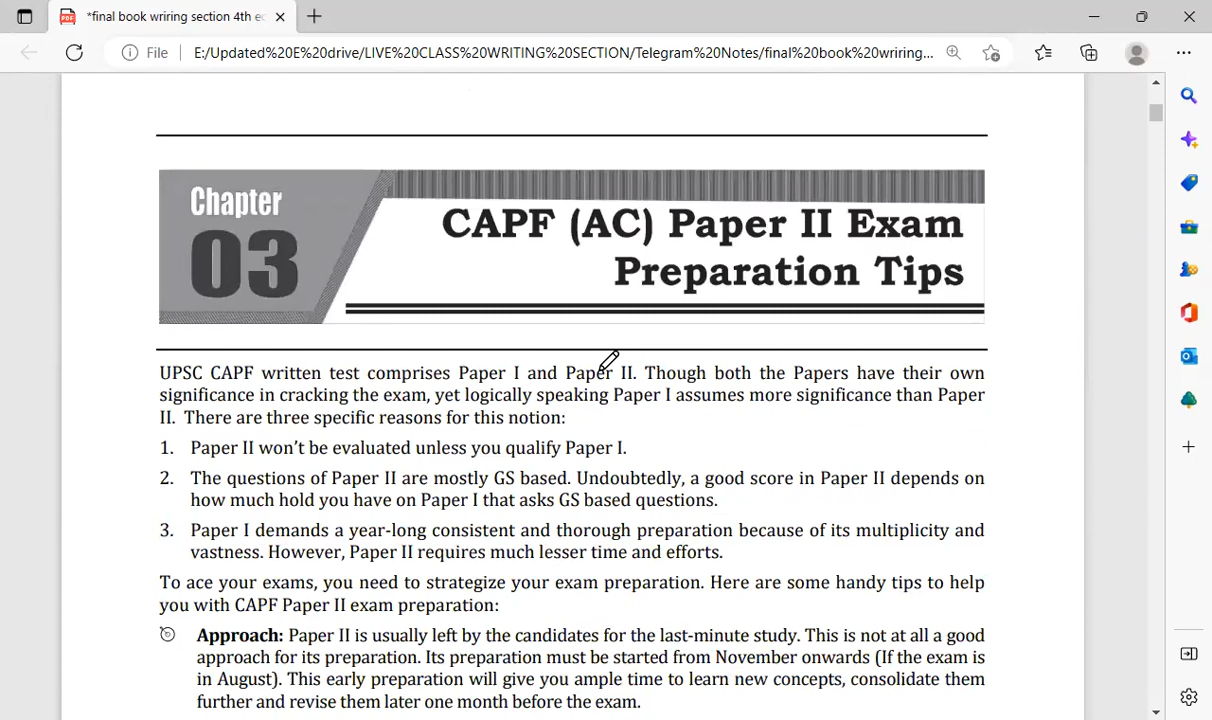 *final book wriring section 4th ec
File
E:/Updated%20E%20drive/LIVE%20CLASS%20WRITING%20SECTION/Telegram%20Notes/final%20book%20wriring...
Chapter
03
CAPF (AC) Paper II Exam
Preparation Tips
UPSC CAPF written test comprises Paper I and Paper II. Though both the Papers have their own
significance in cracking the exam, yet logically speaking Paper I assumes more significance than Paper
II. There are three specific reasons for this notion:
1. Paper II won't be evaluated unless you qualify Paper I.
2. The questions of Paper II are mostly GS based. Undoubtedly, a good score in Paper II depends on
how much hold you have on Paper I that asks GS based questions.
3. Paper I demands a year-long consistent and thorough preparation because of its multiplicity and
vastness. However, Paper II requires much lesser time and efforts.
To ace your exams, you need to strategize your exam preparation. Here are some handy tips to help
you with CAPF Paper II exam preparation:
Approach: Paper II is usually left by the candidates for the last-minute study. This is not at all a good
approach for its preparation. Its preparation must be started from November onwards (If the exam is
in August). This early preparation will give you ample time to learn new concepts, consolidate them
further and revise them later one month before the exam.